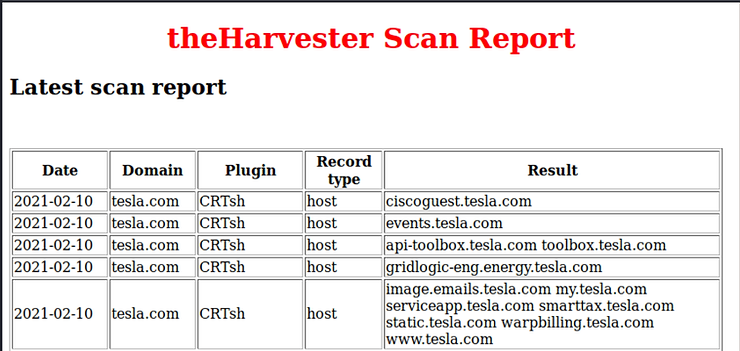 theHarvester Scan Report
Latest scan report
Date Domain Plugin Record type Result
2021-02-10 tesla.com CRTsh host ciscoguest.tesla.com
2021-02-10 tesla.com CRTsh host events.tesla.com
2021-02-10 tesla.com CRTsh host api-toolbox.tesla.com toolbox.tesla.com
2021-02-10 tesla.com CRTsh host gridlogic-eng.energy.tesla.com
2021-02-10 tesla.com CRTsh host image.emails.tesla.com my.tesla.com
serviceapp.tesla.com smarttax.tesla.com
static.tesla.com warpbilling.tesla.com
www.tesla.com